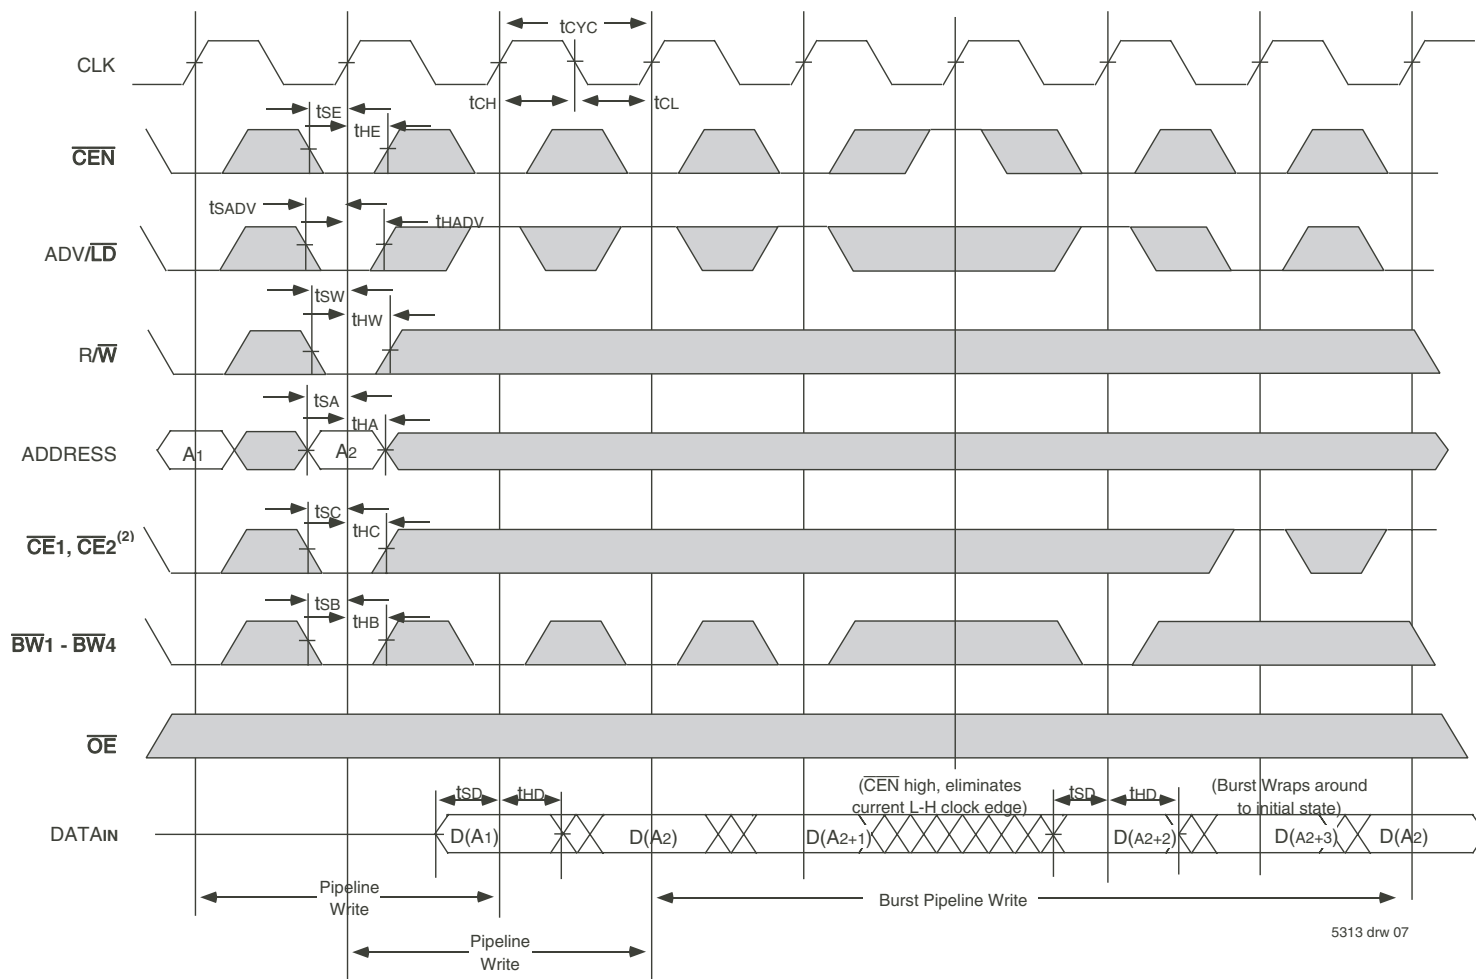 tCYC
CLK
tCH
tCL
tSE
tHE
CEN
tSADV
tHADV
ADV/LD
tSW
tHW
R/W
tSA
tHA
ADDRESS
A1
A2
tSC
tHC
CE1, CE2(2)
tSB
tHB
BW1 - BW4
OE
tSD
tHD
(CEN high, eliminates
current L-H clock edge)
tSD
tHD
(Burst Wraps around
to initial state)
DATAIN
D(A1)
D(A2)
D(A2+1)
D(A2+2)
D(A2+3)
D(A2)
Pipeline
Write
Burst Pipeline Write
Pipeline
Write
5313 drw 07